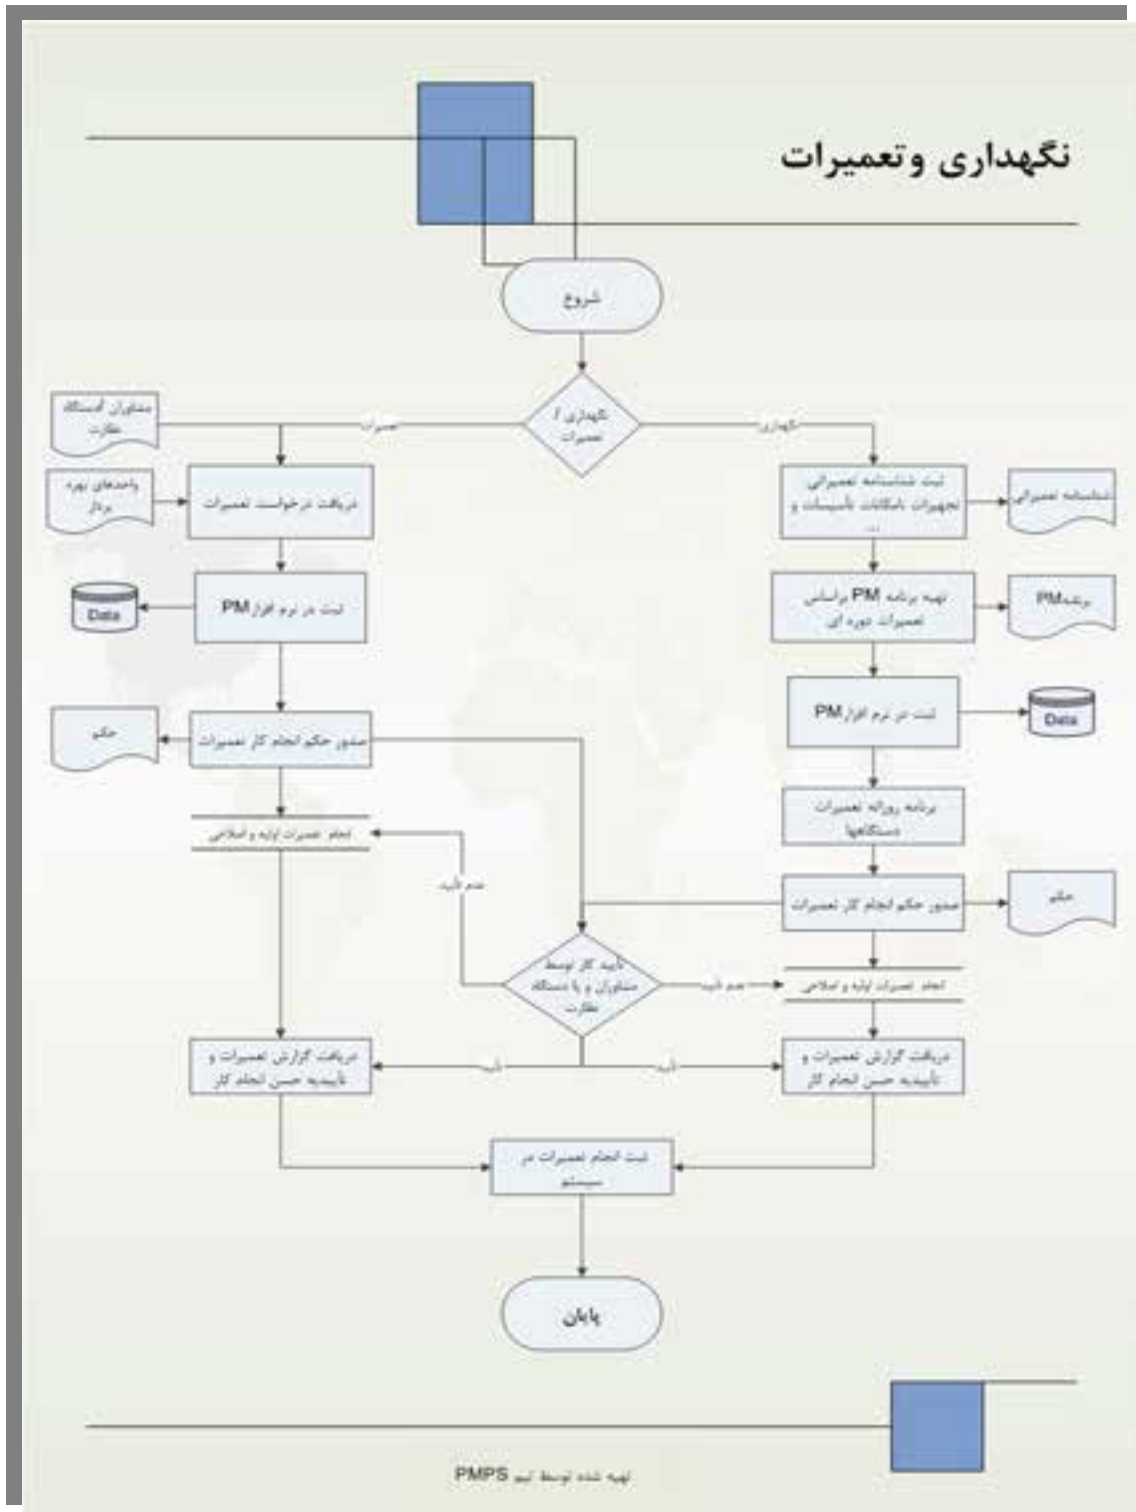 نگهداری وتعمیرات
شروع
نگهداری /
تعمیرات
نگهداری
تعمیرات
مشاوران /دستگاه
نظارت
واحدهای بهره
بردار
دریافت درخواست تعمیرات
ثبت شناسنامه تعمیراتی
تجهیزات ،امکانات تأسیسات و
...
شناسنامه تعمیراتی
ثبت در نرم افزار PM
Data
تهیه برنامه PM براساس
تعمیرات دوره ای
برنامه PM
ثبت در نرم افزار PM
Data
صدور حکم انجام کار تعمیرات
حکم
برنامه روزانه تعمیرات
دستگاهها
انجام تعمیرات اولیه و اصلاحی
عدم تأیید
صدور حکم انجام کار تعمیرات
حکم
تأیید کار توسط
مشاوران و یا دستگاه
نظارت
عدم تأیید
انجام تعمیرات اولیه و اصلاحی
دریافت گزارش تعمیرات و
تأییدیه حسن انجام کار
تأیید
تأیید
دریافت گزارش تعمیرات و
تأییدیه حسن انجام کار
ثبت انجام تعمیرات در
سیستم
پایان
تهیه شده توسط تیم PMPS